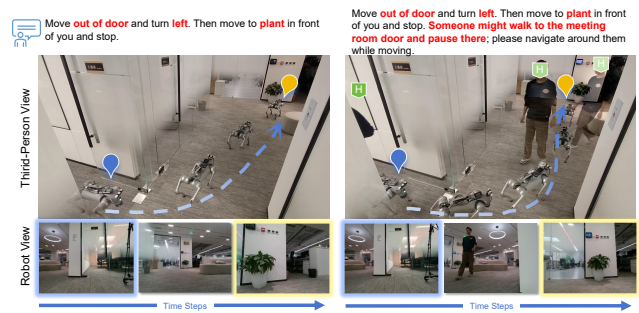 Move out of door and turn left. Then move to plant in front
of you and stop.
Move out of door and turn left. Then move to plant in front
of you and stop. Someone might walk to the meeting
room door and pause there; please navigate around them
while moving.
Thind-Person View
H
H
H
Robot View
Time Steps
Time Steps